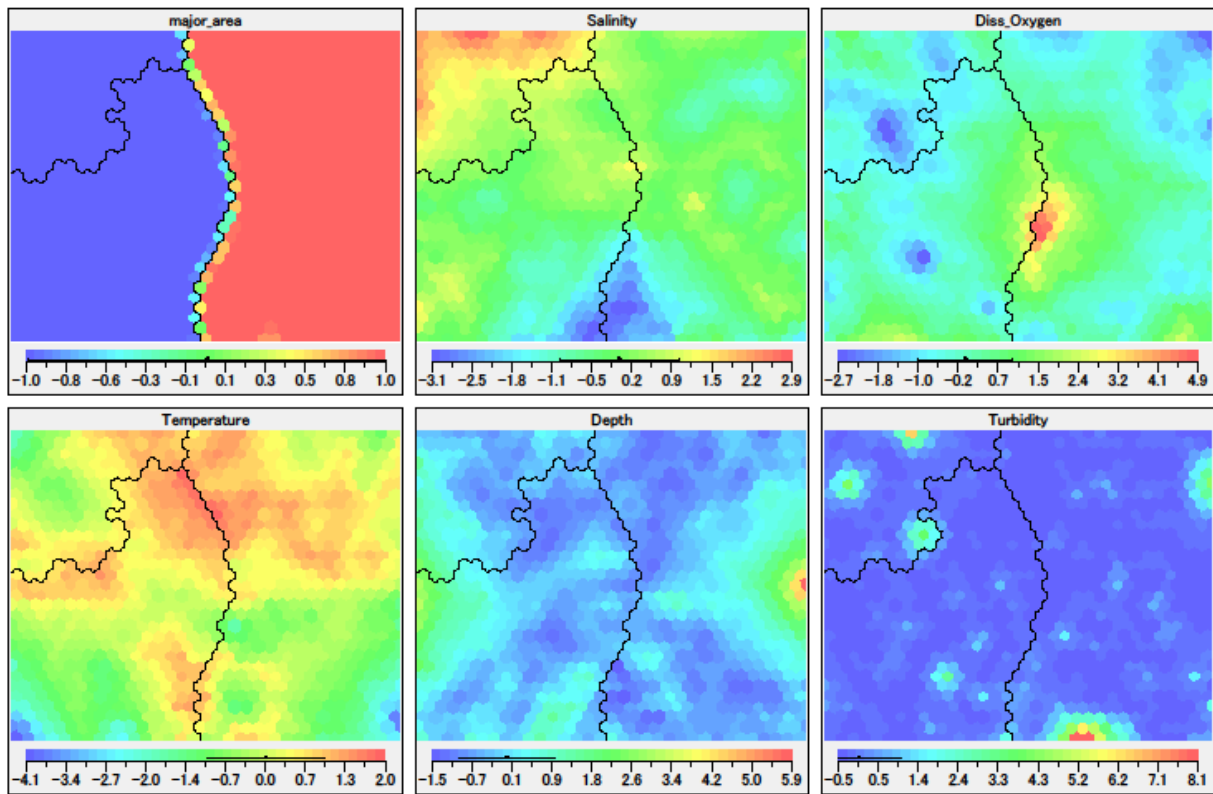 major_area
Salinity
Diss_Oxygen
−1.0 −0.8 −0.6 −0.3 −0.1 0.1 0.3 0.5 0.8 1.0
−3.1 −2.5 −1.8 −1.1 −0.5 0.2 0.9 1.5 2.2 2.9
−2.7 −1.8 −1.0 −0.2 0.7 1.5 2.4 3.2 4.1 4.9
Temperature
Depth
Turbidity
−4.1 −3.4 −2.7 −2.0 −1.4 −0.7 0.0 0.6 1.3 2.0
−1.5 −0.7 0.1 0.9 1.8 2.6 3.4 4.2 5.1 5.9
−0.5 0.5 1.4 2.4 3.3 4.3 5.2 6.2 7.1 8.1